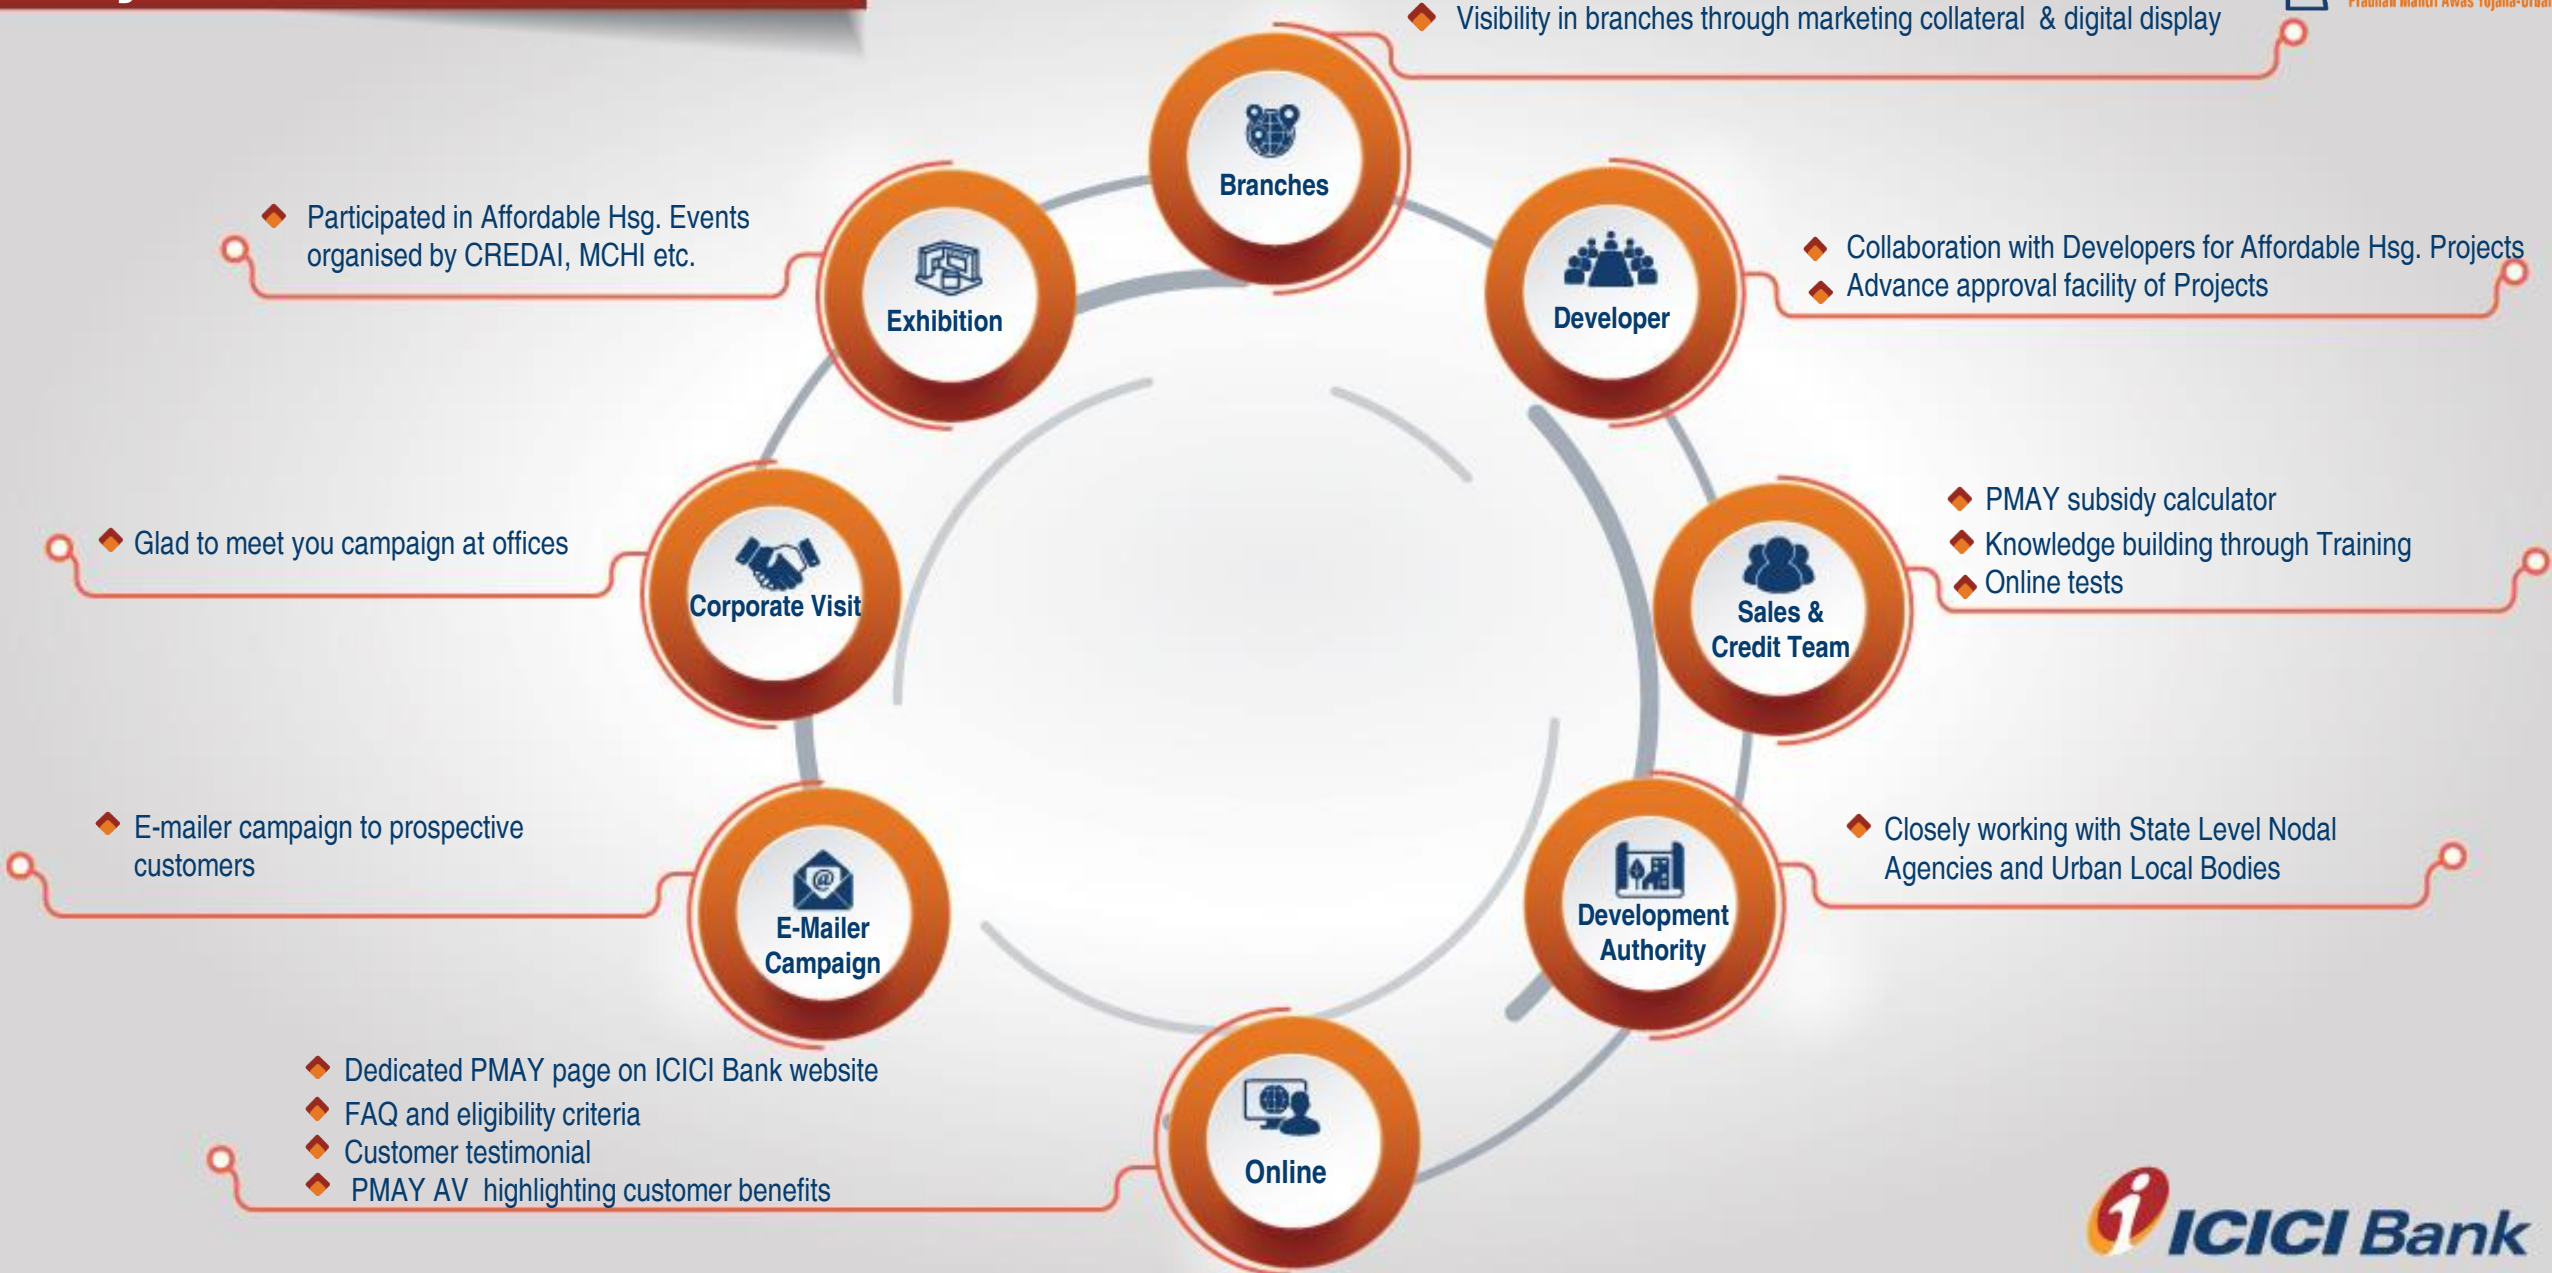 Visibility in branches through marketing collateral & digital display
Pradhan Mantri Awas Yojana-Urban
Branches
Participated in Affordable Hsg. Events
organised by CREDAI, MCHI etc.
Exhibition
Developer
Collaboration with Developers for Affordable Hsg. Projects
Advance approval facility of Projects
Glad to meet you campaign at offices
Corporate Visit
Sales &
Credit Team
PMAY subsidy calculator
Knowledge building through Training
Online tests
E-mailer campaign to prospective
customers
E-Mailer
Campaign
Development
Authority
Closely working with State Level Nodal
Agencies and Urban Local Bodies
Dedicated PMAY page on ICICI Bank website
FAQ and eligibility criteria
Customer testimonial
PMAY AV highlighting customer benefits
Online
ICICI Bank